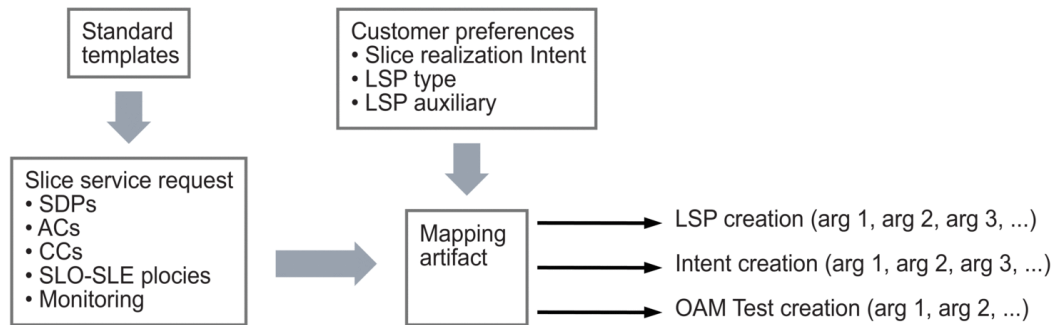 Standard
templates
Customer preferences
• Slice realization Intent
• LSP type
• LSP auxiliary
Slice service request
• SDPs
• ACs
• CCs
• SLO-SLE plocies
• Monitoring
Mapping
artifact
LSP creation (arg 1, arg 2, arg 3, ...)
Intent creation (arg 1, arg 2, arg 3, ...)
OAM Test creation (arg 1, arg 2, ...)